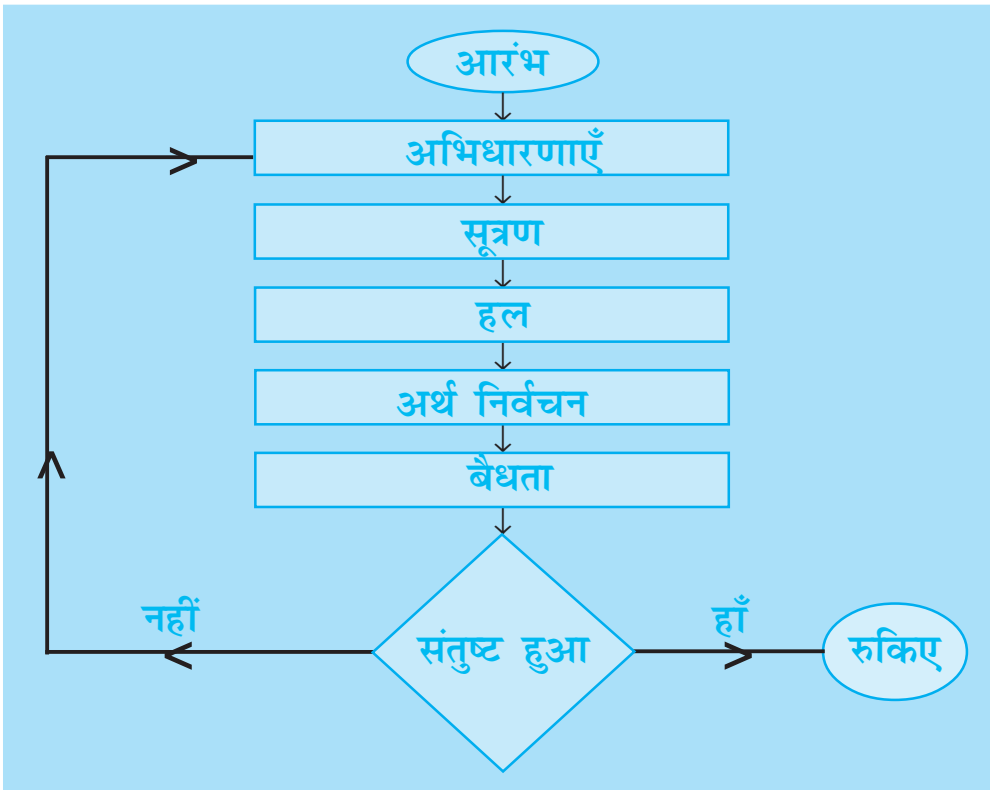 आरंभ
अभिधारणाएँ
सूत्रण
हल
अर्थ निर्वचन
बैधता
नहीं
संतुष्ट हुआ
हाँ
रुकिए